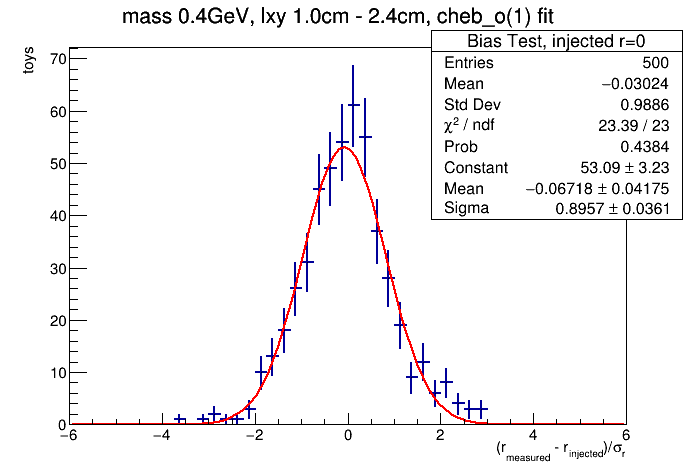 mass 0.4GeV, lxy 1.0cm - 2.4cm, cheb_o(1) fit
toys
Bias Test, injected r=0
Entries 500
Mean −0.03024
Std Dev 0.9886
χ² / ndf 23.39 / 23
Prob 0.4384
Constant 53.09 ± 3.23
Mean −0.06718 ± 0.04175
Sigma 0.8957 ± 0.0361
70
60
50
40
30
20
10
0
−6 −4 −2 0 2 4 6
(r_measured - r_injected)/σ_r